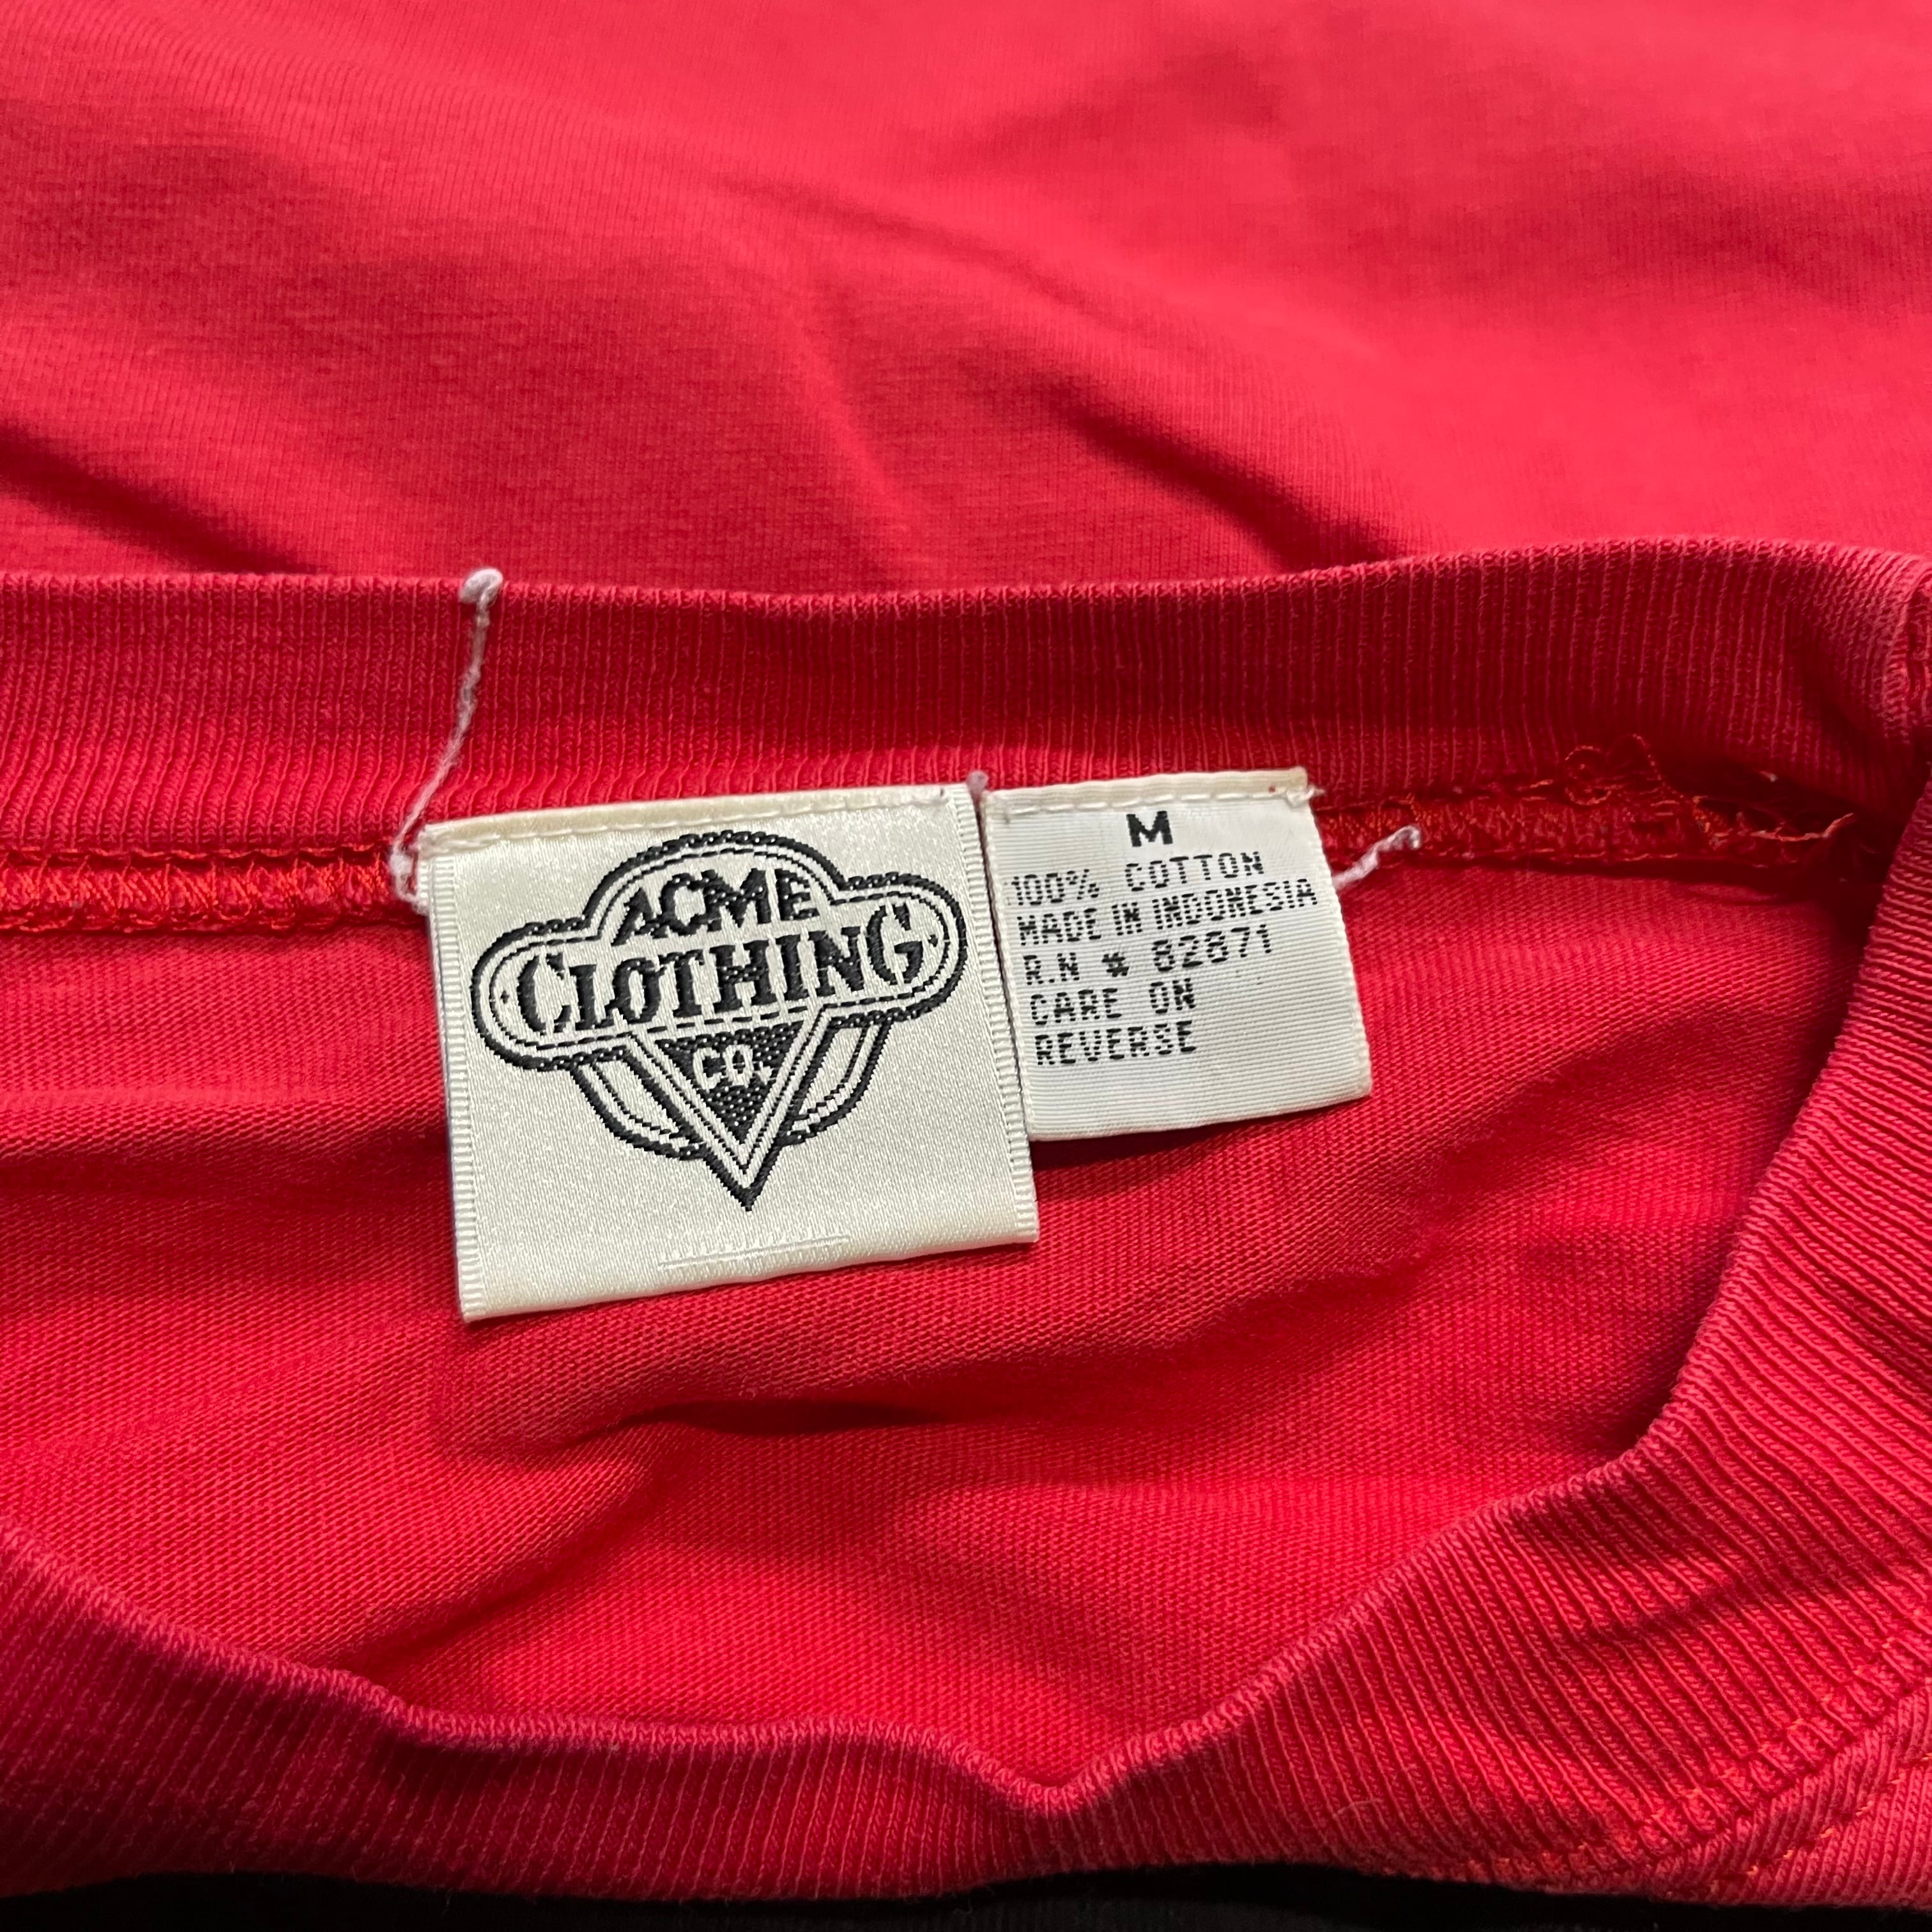 ACME
CLOTHING
CO.
M
100% COTTON
MADE IN INDONESIA
R.N # 82871
CARE ON
REVERSE